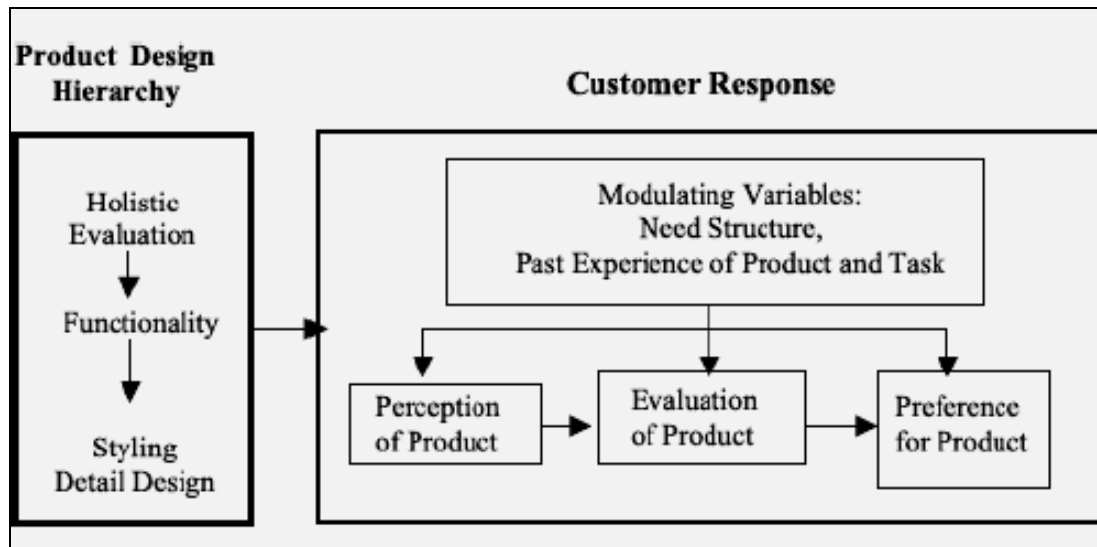 Product Design
Hierarchy
Customer Response
Holistic
Evaluation
Functionality
Styling
Detail Design
Modulating Variables:
Need Structure,
Past Experience of Product and Task
Perception
of Product
Evaluation
of Product
Preference
for Product